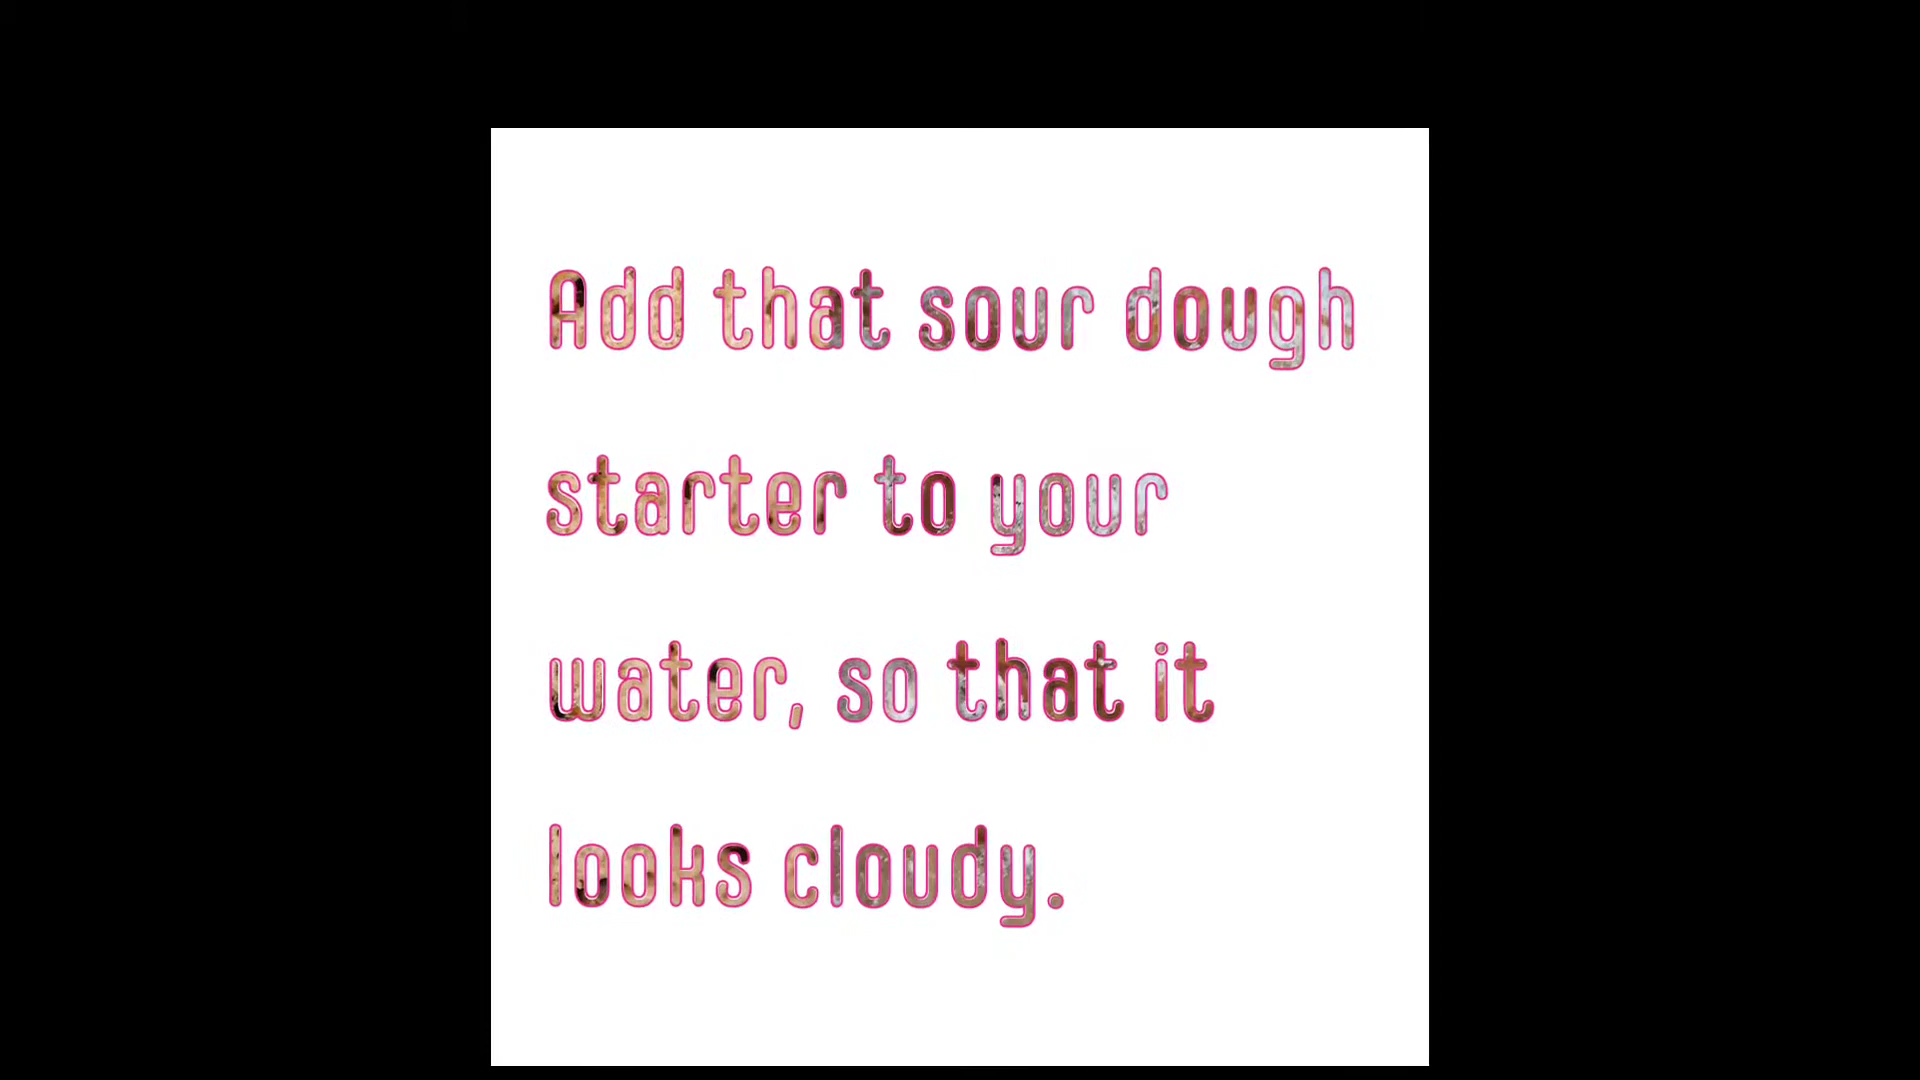 Add that sour dough
starter to your
water, so that it
looks cloudy.